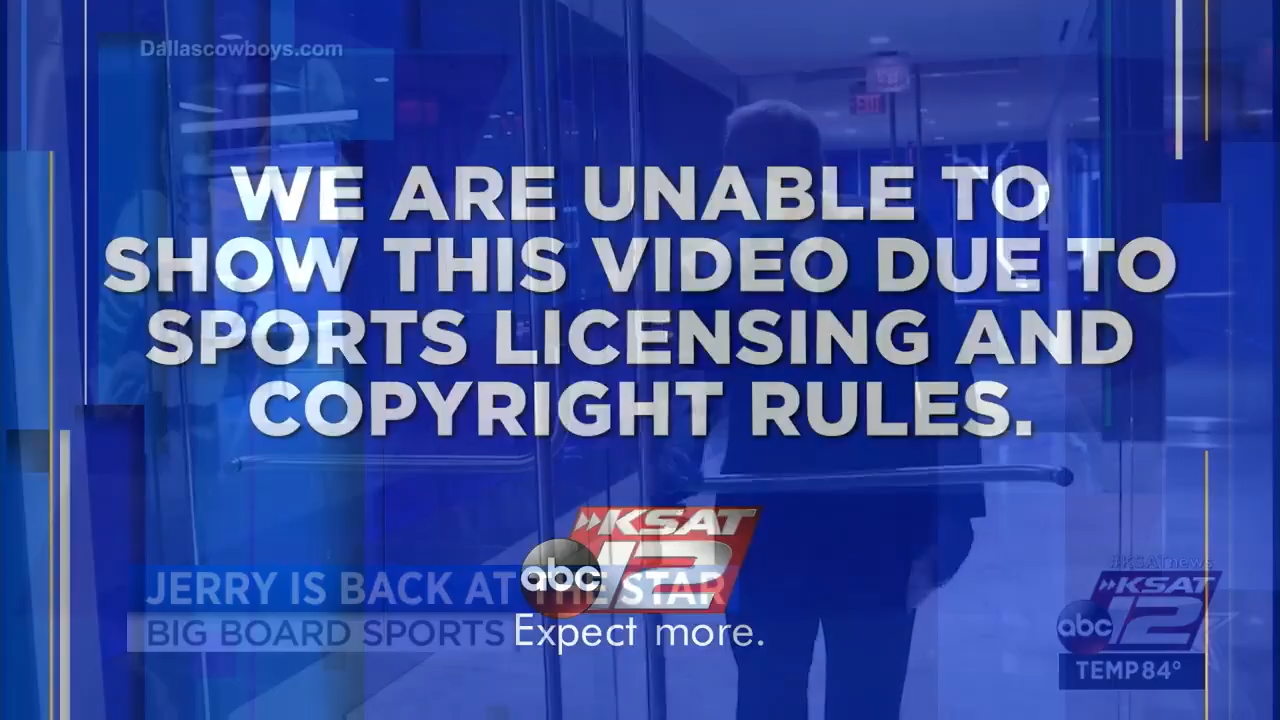 Dallascowboys.com
EXIT
WE ARE UNABLE TO
SHOW THIS VIDEO DUE TO
SPORTS LICENSING AND
COPYRIGHT RULES.
KSAT
12
abc
JERRY IS BACK AT THE STAR
BIG BOARD SPORTS
Expect more.
#KSATnews
KSAT
abc 12
TEMP 84°